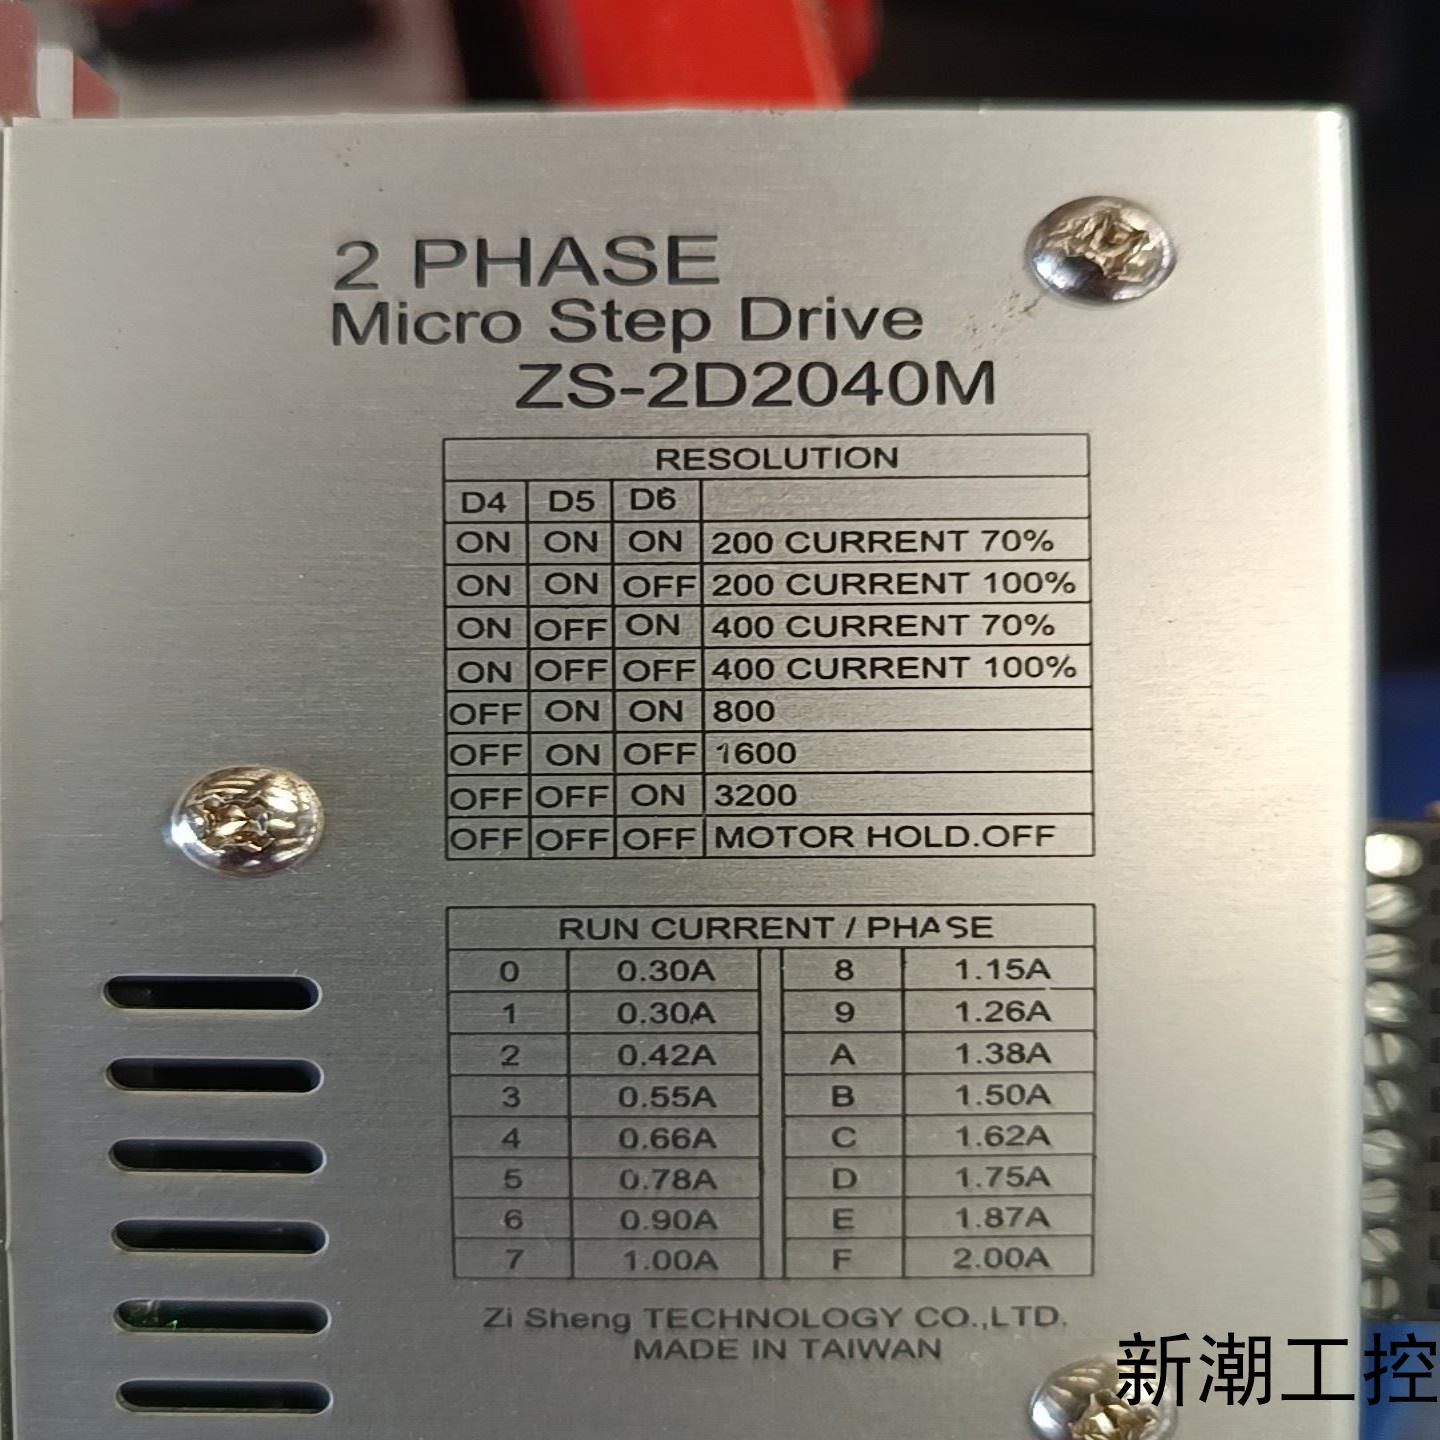 2 PHASE
Micro Step Drive
ZS-2D2040M
RESOLUTION
D4 D5 D6
ON ON ON 200 CURRENT 70%
ON ON OFF 200 CURRENT 100%
ON OFF ON 400 CURRENT 70%
ON OFF OFF 400 CURRENT 100%
OFF ON ON 800
OFF ON OFF 1600
OFF OFF ON 3200
OFF OFF OFF MOTOR HOLD.OFF
RUN CURRENT / PHASE
0 0.30A 8 1.15A
1 0.30A 9 1.26A
2 0.42A A 1.38A
3 0.55A B 1.50A
4 0.66A C 1.62A
5 0.78A D 1.75A
6 0.90A E 1.87A
7 1.00A F 2.00A
Zi Sheng TECHNOLOGY CO.,LTD.
MADE IN TAIWAN
新潮工控